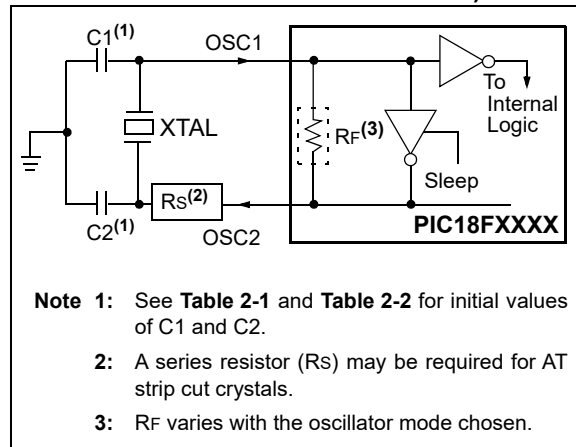 C1(1)
OSC1
To
Internal
Logic
XTAL
RF(3)
Sleep
RS(2)
C2(1)
OSC2
PIC18FXXXX
Note 1: See Table 2-1 and Table 2-2 for initial values
of C1 and C2.
2: A series resistor (RS) may be required for AT
strip cut crystals.
3: RF varies with the oscillator mode chosen.